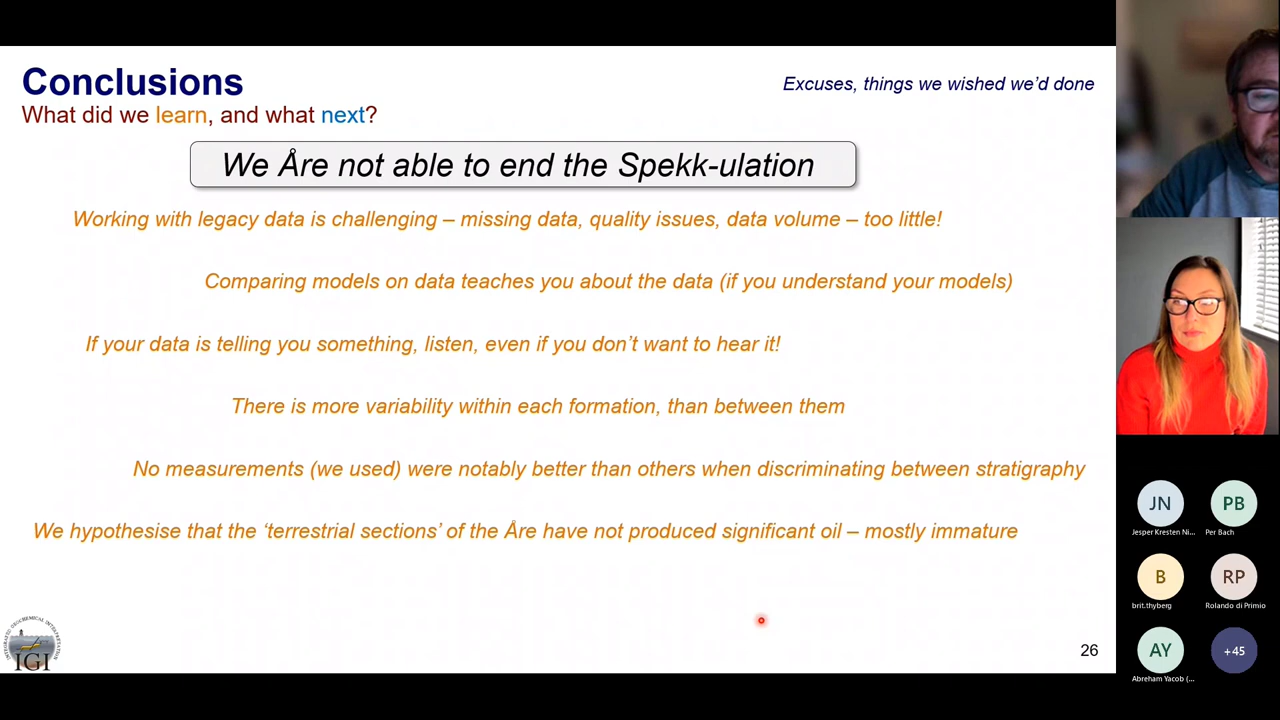 Conclusions
Excuses, things we wished we'd done
What did we learn, and what next?
We Åre not able to end the Spekk-ulation
Working with legacy data is challenging – missing data, quality issues, data volume – too little!
Comparing models on data teaches you about the data (if you understand your models)
If your data is telling you something, listen, even if you don't want to hear it!
There is more variability within each formation, than between them
No measurements (we used) were notably better than others when discriminating between stratigraphy
We hypothesise that the 'terrestrial sections' of the Åre have not produced significant oil – mostly immature
INTEGRATED GEOCHEMICAL INTERPRETATION
IGI
26
JN
PB
Jesper Kresten Ni...
Per Bach
B
RP
brit.thyberg
Rolando di Primio
AY
+45
Abreham Yacob (...